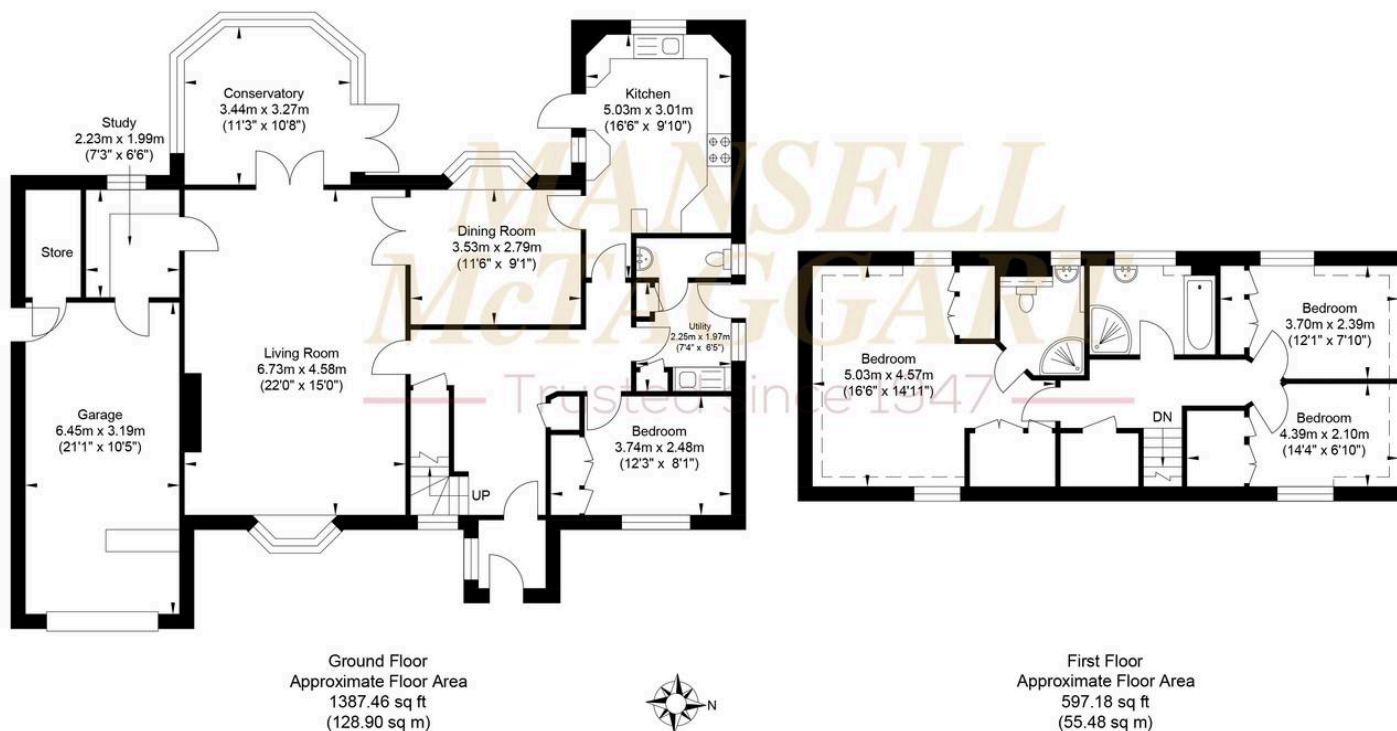 Conservatory
3.44m x 3.27m
(11'3" x 10'8")
Study
2.23m x 1.99m
(7'3" x 6'6")
Kitchen
5.03m x 3.01m
(16'6" x 9'10")
MANSELL
McTAGGART
Trusted since 1947
Store
Dining Room
3.53m x 2.79m
(11'6" x 9'1")
Living Room
6.73m x 4.58m
(22'0" x 15'0")
Utility
2.25m x 1.97m
(7'4" x 6'5")
Garage
6.45m x 3.19m
(21'1" x 10'5")
Bedroom
3.74m x 2.48m
(12'3" x 8'1")
UP
Ground Floor
Approximate Floor Area
1387.46 sq ft
(128.90 sq m)
N
Bedroom
5.03m x 4.57m
(16'6" x 14'11")
Bedroom
3.70m x 2.39m
(12'1" x 7'10")
DN
Bedroom
4.39m x 2.10m
(14'4" x 6'10")
First Floor
Approximate Floor Area
597.18 sq ft
(55.48 sq m)